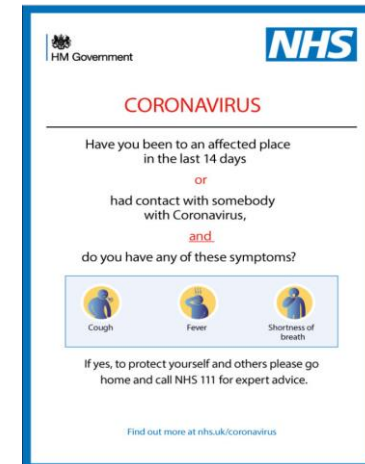 HM Government
NHS
CORONAVIRUS
Have you been to an affected place
in the last 14 days
or
had contact with somebody
with Coronavirus,
and
do you have any of these symptoms?
Cough
Fever
Shortness of
breath
If yes, to protect yourself and others please go
home and call NHS 111 for expert advice.
Find out more at nhs.uk/coronavirus